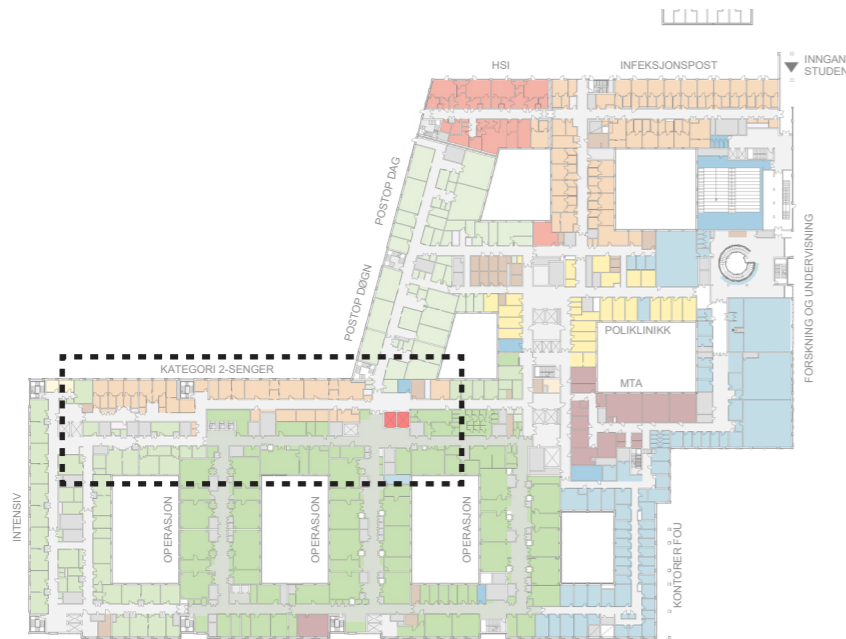 HSI
INFEKSJONSPOST
INNGAN
STUDEN
POSTOP DAG
POSTOP DØGN
FORSKNING OG UNDERVISNING
POLIKLINIKK
KATEGORI 2-SENGER
MTA
INTENSIV
OPERASJON
OPERASJON
OPERASJON
KONTORER FOU